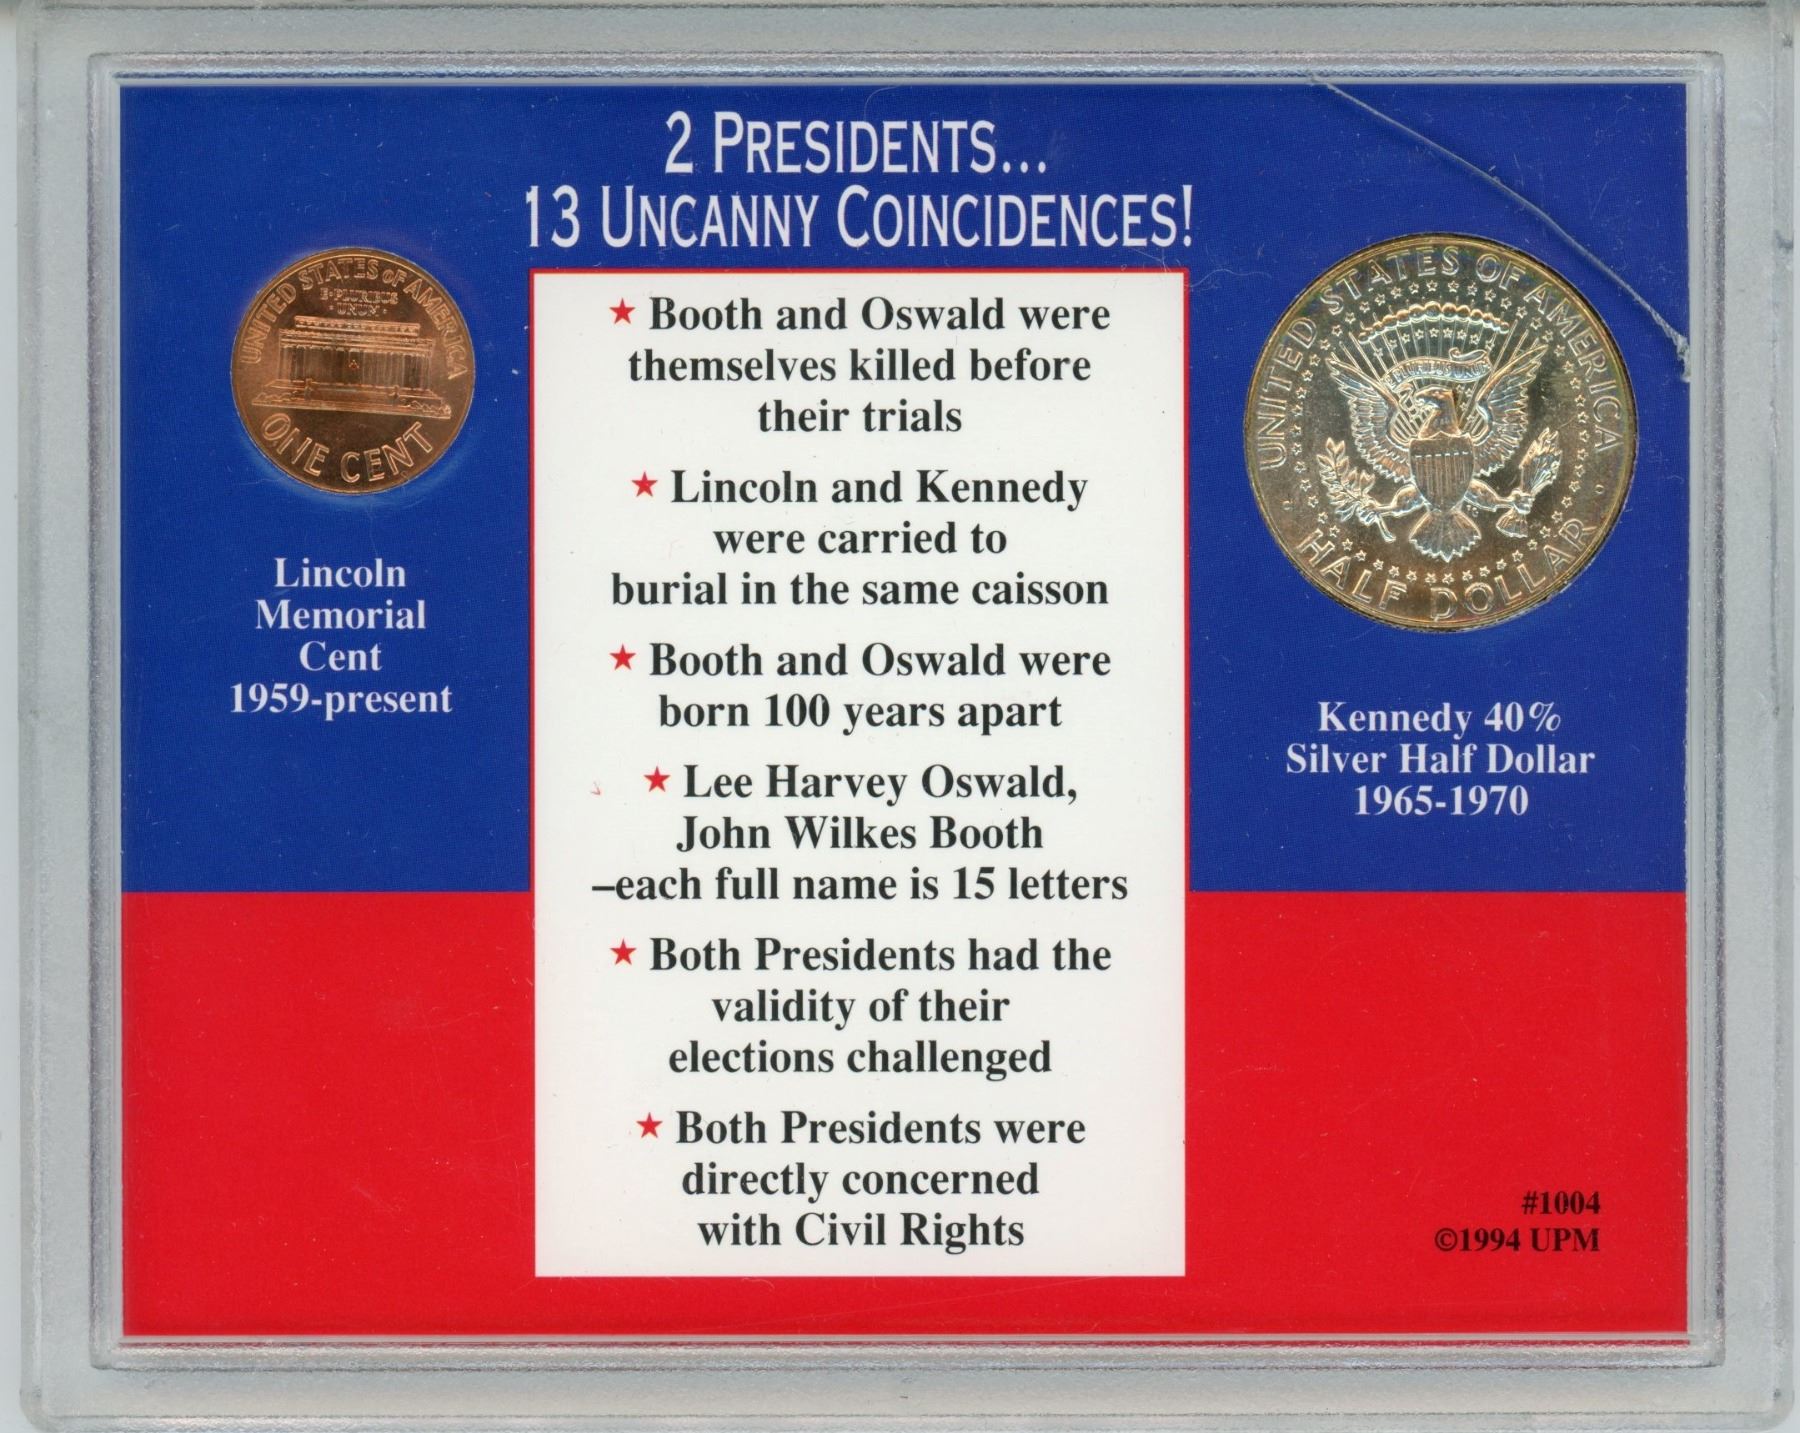 2 PRESIDENTS...
13 UNCANNY COINCIDENCES!
UNITED STATES OF AMERICA
E·PLURIBUS
·UNUM·
ONE CENT
Lincoln
Memorial
Cent
1959-present
★ Booth and Oswald were
themselves killed before
their trials
★ Lincoln and Kennedy
were carried to
burial in the same caisson
★ Booth and Oswald were
born 100 years apart
★ Lee Harvey Oswald,
John Wilkes Booth
–each full name is 15 letters
★ Both Presidents had the
validity of their
elections challenged
★ Both Presidents were
directly concerned
with Civil Rights
UNITED STATES OF AMERICA
E PLURIBUS UNUM
HALF DOLLAR
Kennedy 40%
Silver Half Dollar
1965-1970
#1004
©1994 UPM